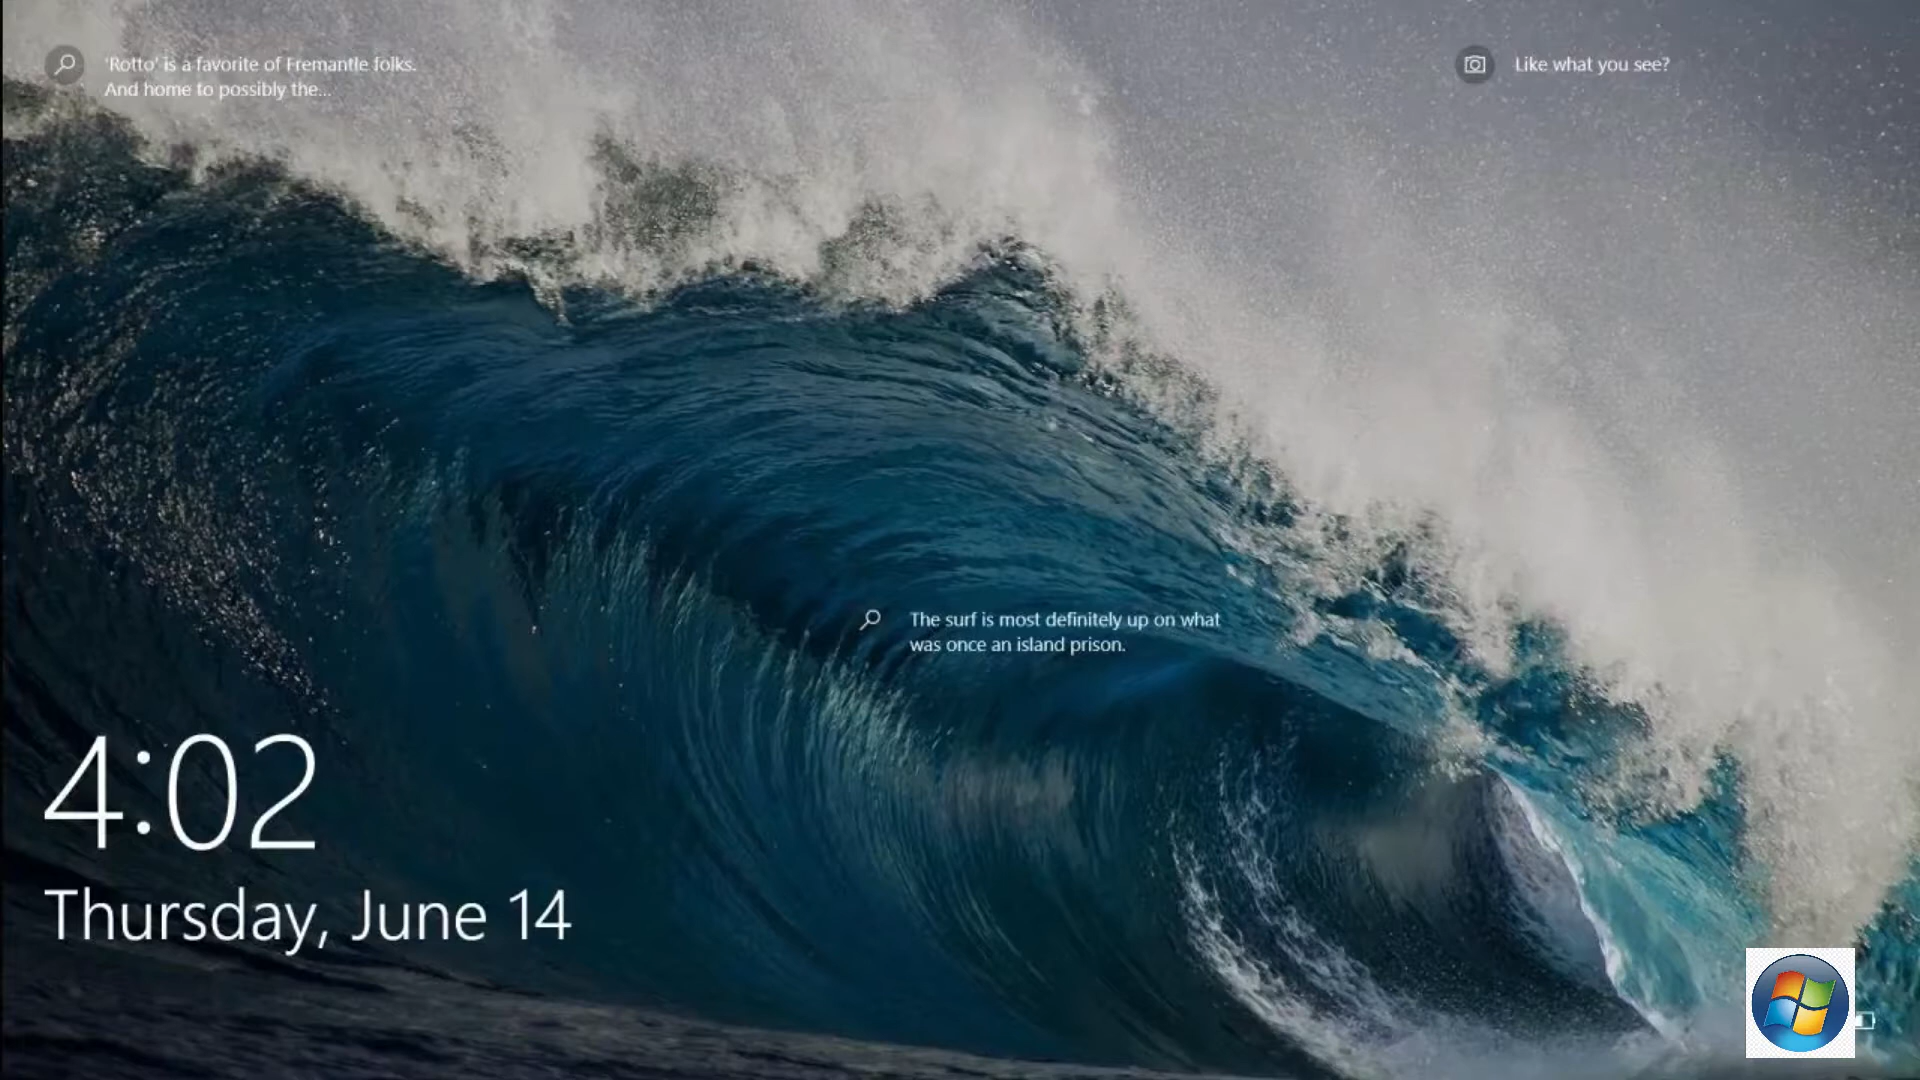 'Rotto' is a favorite of Fremantle folks.
And home to possibly the...
Like what you see?
The surf is most definitely up on what
was once an island prison.
4:02
Thursday, June 14